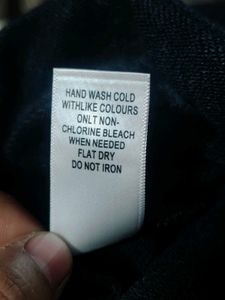 HAND WASH COLD
WITHLIKE COLOURS
ONLT NON-
CHLORINE BLEACH
WHEN NEEDED
FLAT DRY
DO NOT IRON